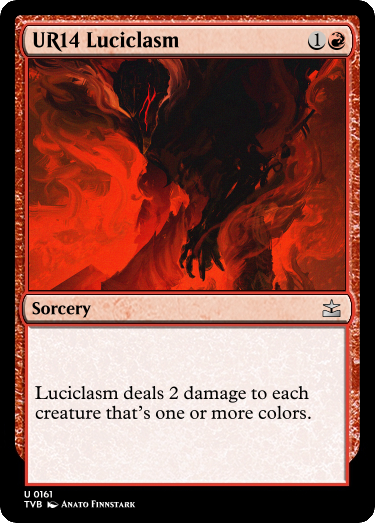 UR14 Luciclasm 1
Sorcery
Luciclasm deals 2 damage to each
creature that's one or more colors.
U 0161
TVB Anato Finnstark